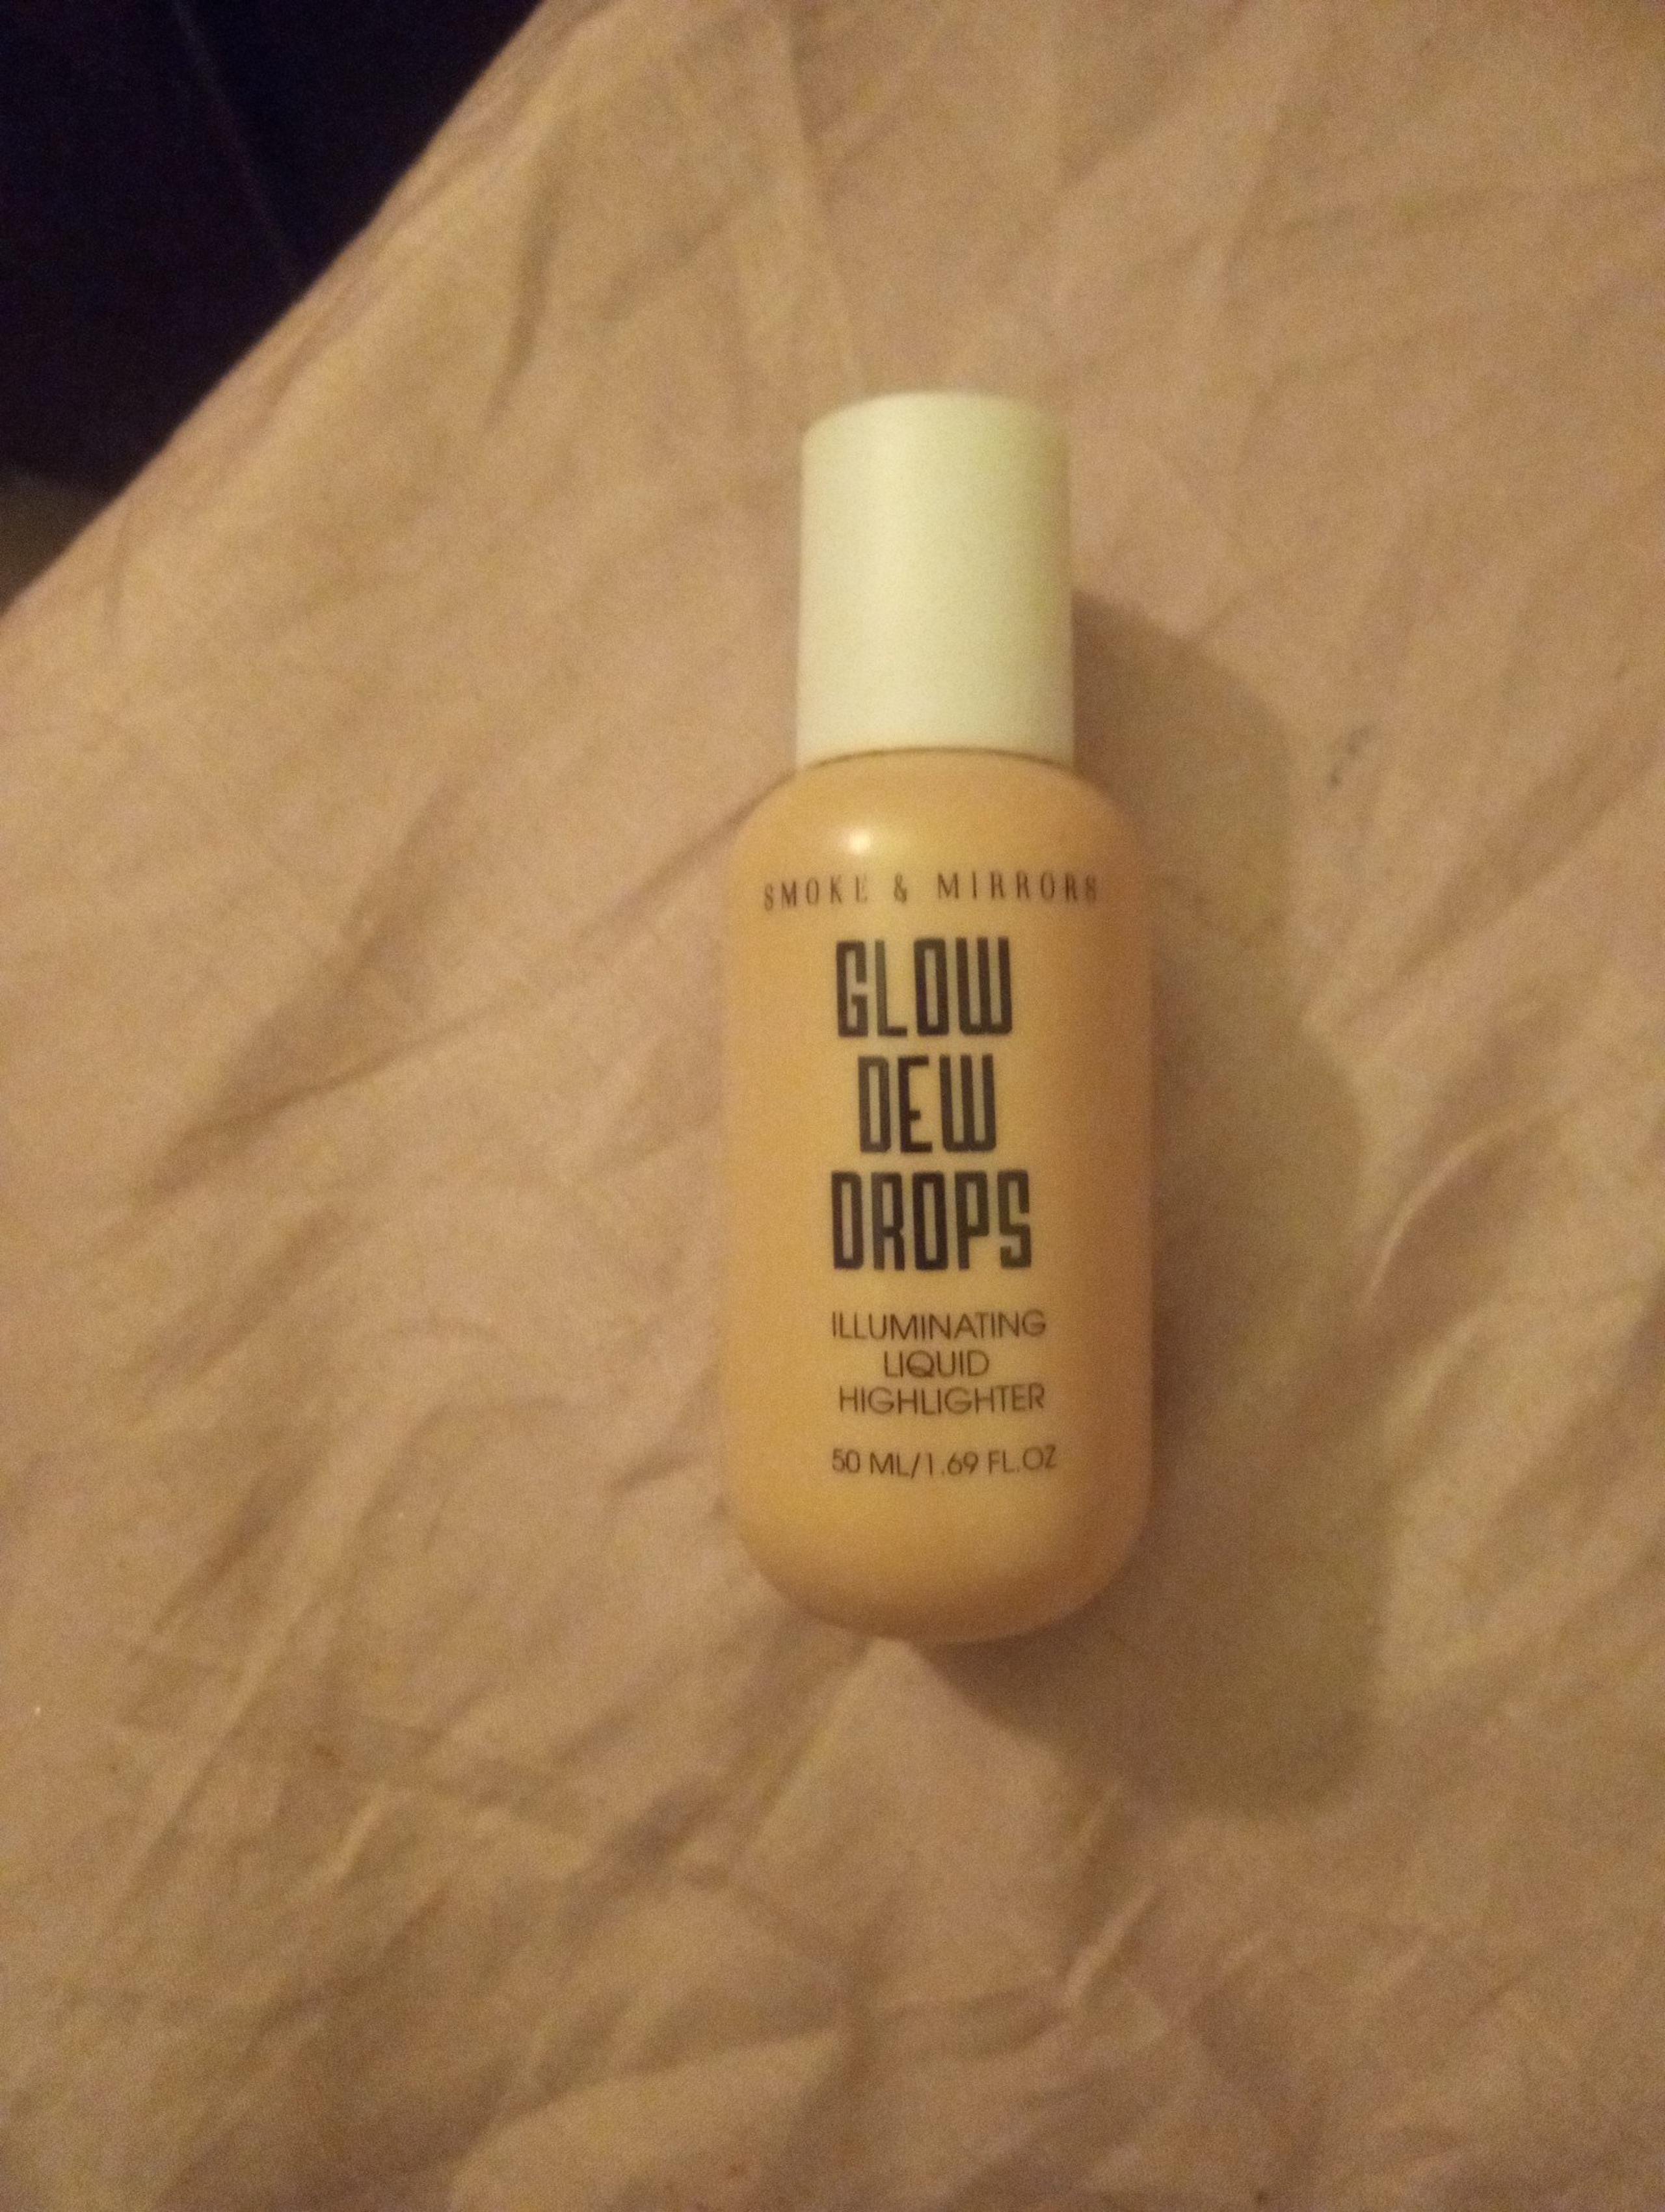 SMOKE & MIRRORS
GLOW
DEW
DROPS
ILLUMINATING
LIQUID
HIGHLIGHTER
50 ML/1.69 FL.OZ